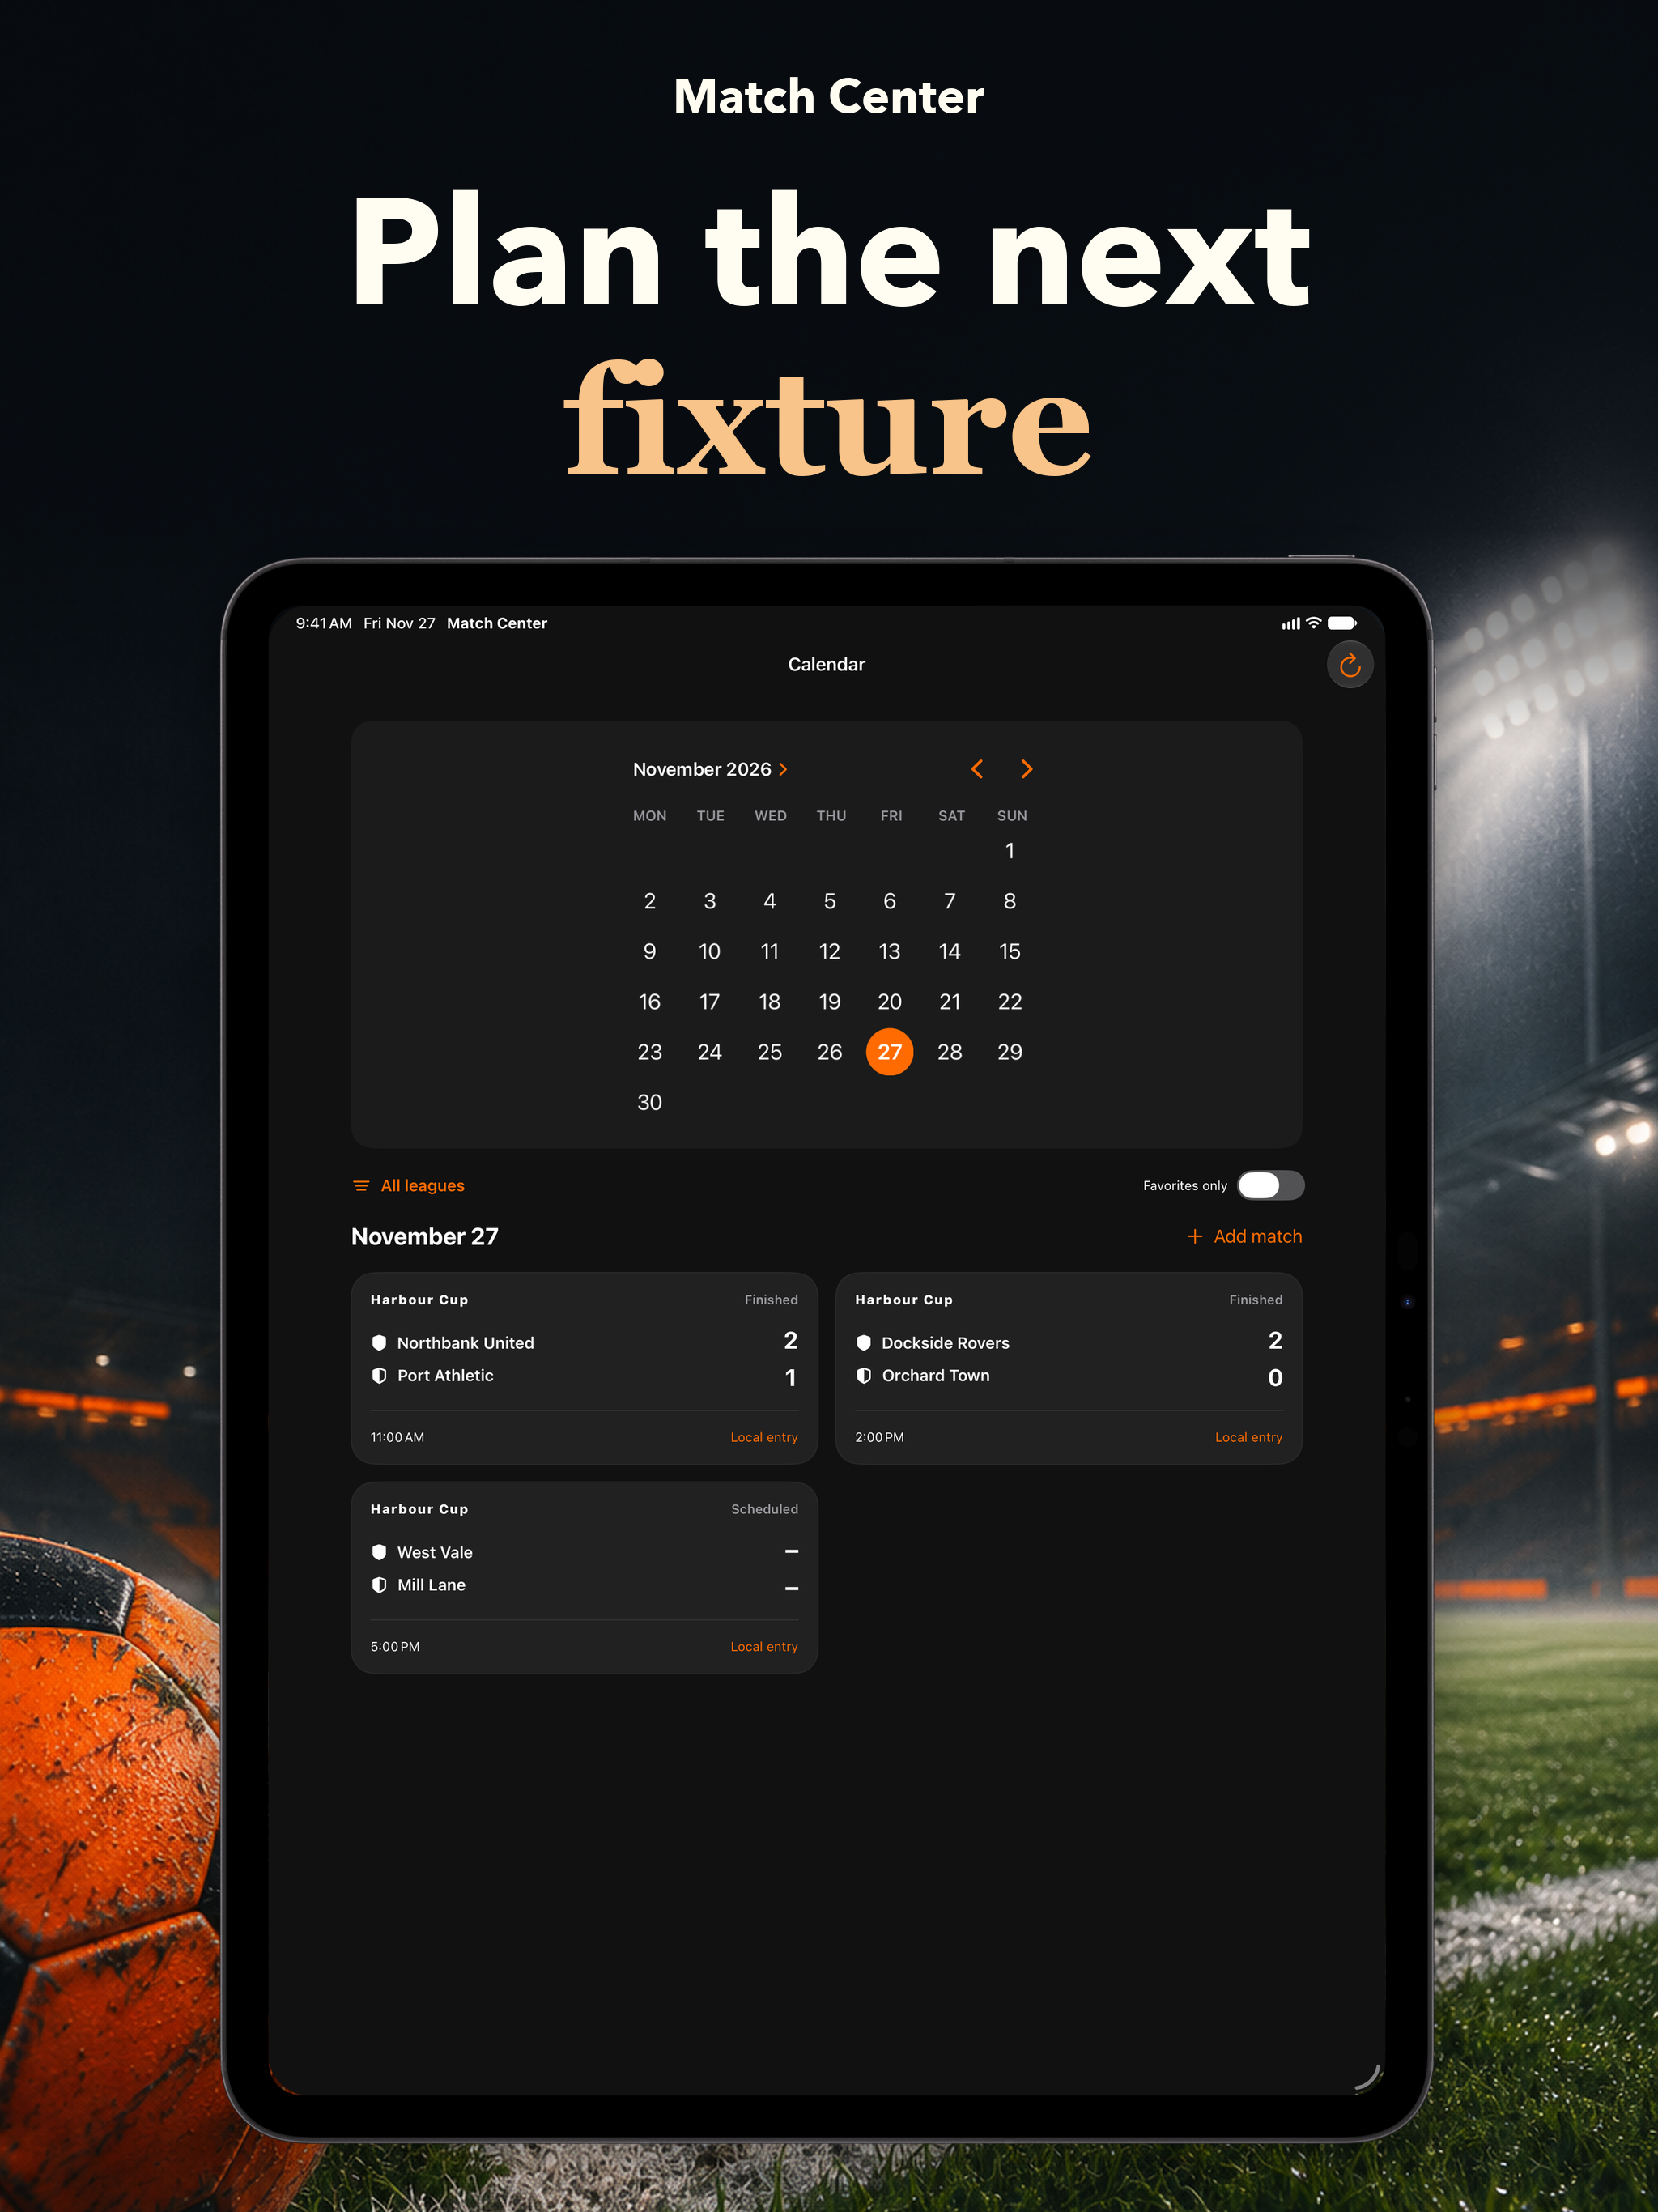 Match Center
Plan the next
fixture
9:41 AM Fri Nov 27 Match Center
Calendar
November 2026
MON TUE WED THU FRI SAT SUN
1
2 3 4 5 6 7 8
9 10 11 12 13 14 15
16 17 18 19 20 21 22
23 24 25 26 27 28 29
30
All leagues Favorites only
November 27 Add match
Harbour Cup Finished
Northbank United 2
Port Athletic 1
11:00 AM Local entry
Harbour Cup Finished
Dockside Rovers 2
Orchard Town 0
2:00 PM Local entry
Harbour Cup Scheduled
West Vale –
Mill Lane –
5:00 PM Local entry